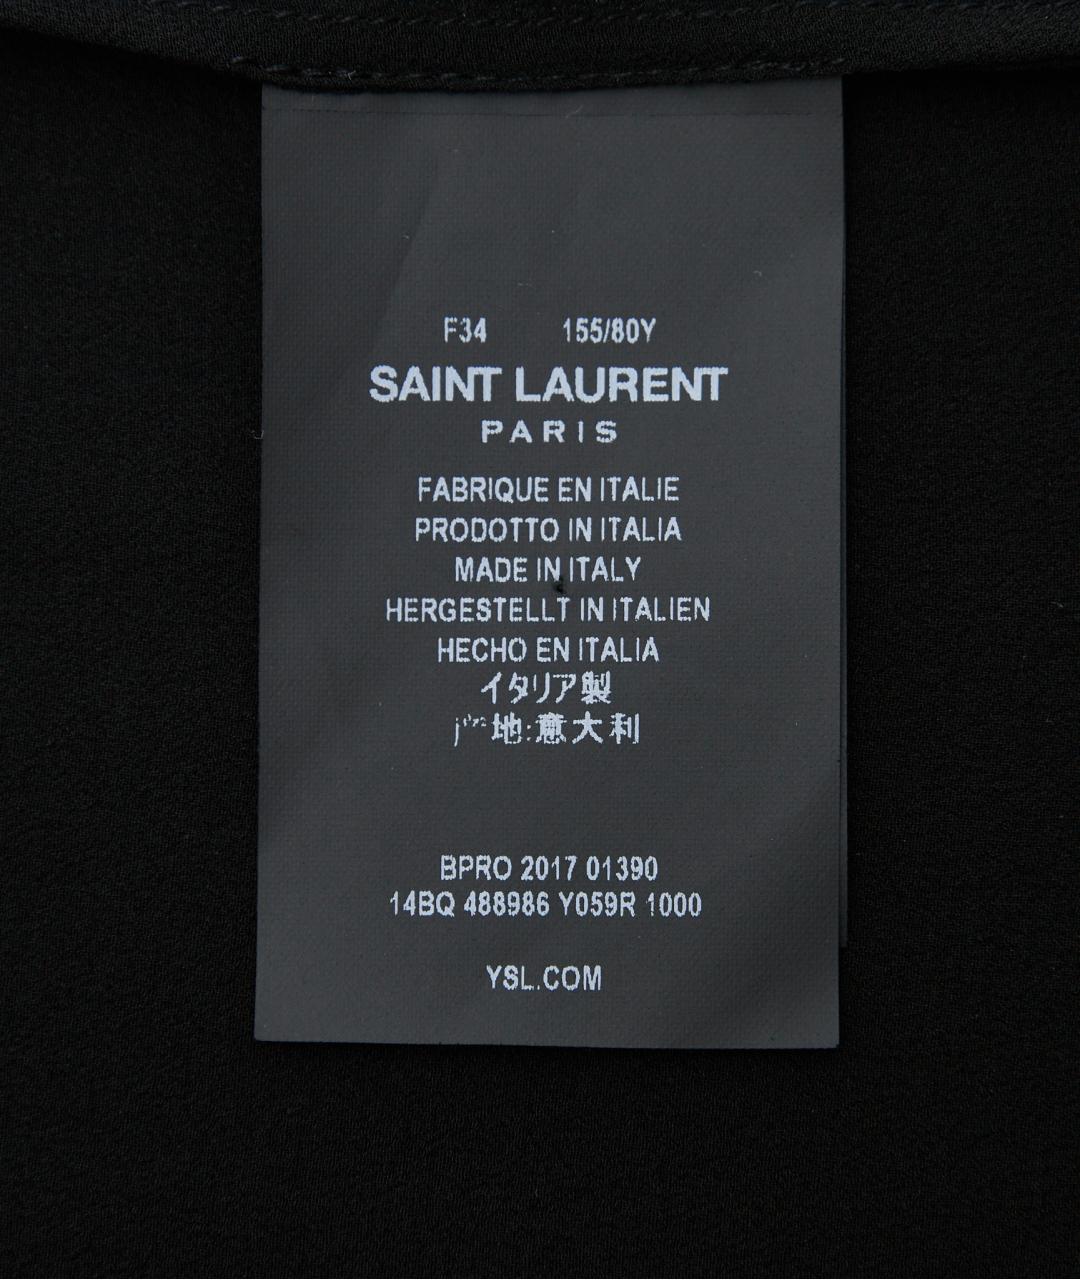 F34 155/80Y
SAINT LAURENT
PARIS
FABRIQUE EN ITALIE
PRODOTTO IN ITALIA
MADE IN ITALY
HERGESTELLT IN ITALIEN
HECHO EN ITALIA
イタリア製
地:意大利
BPRO 2017 01390
14BQ 488986 Y059R 1000
YSL.COM